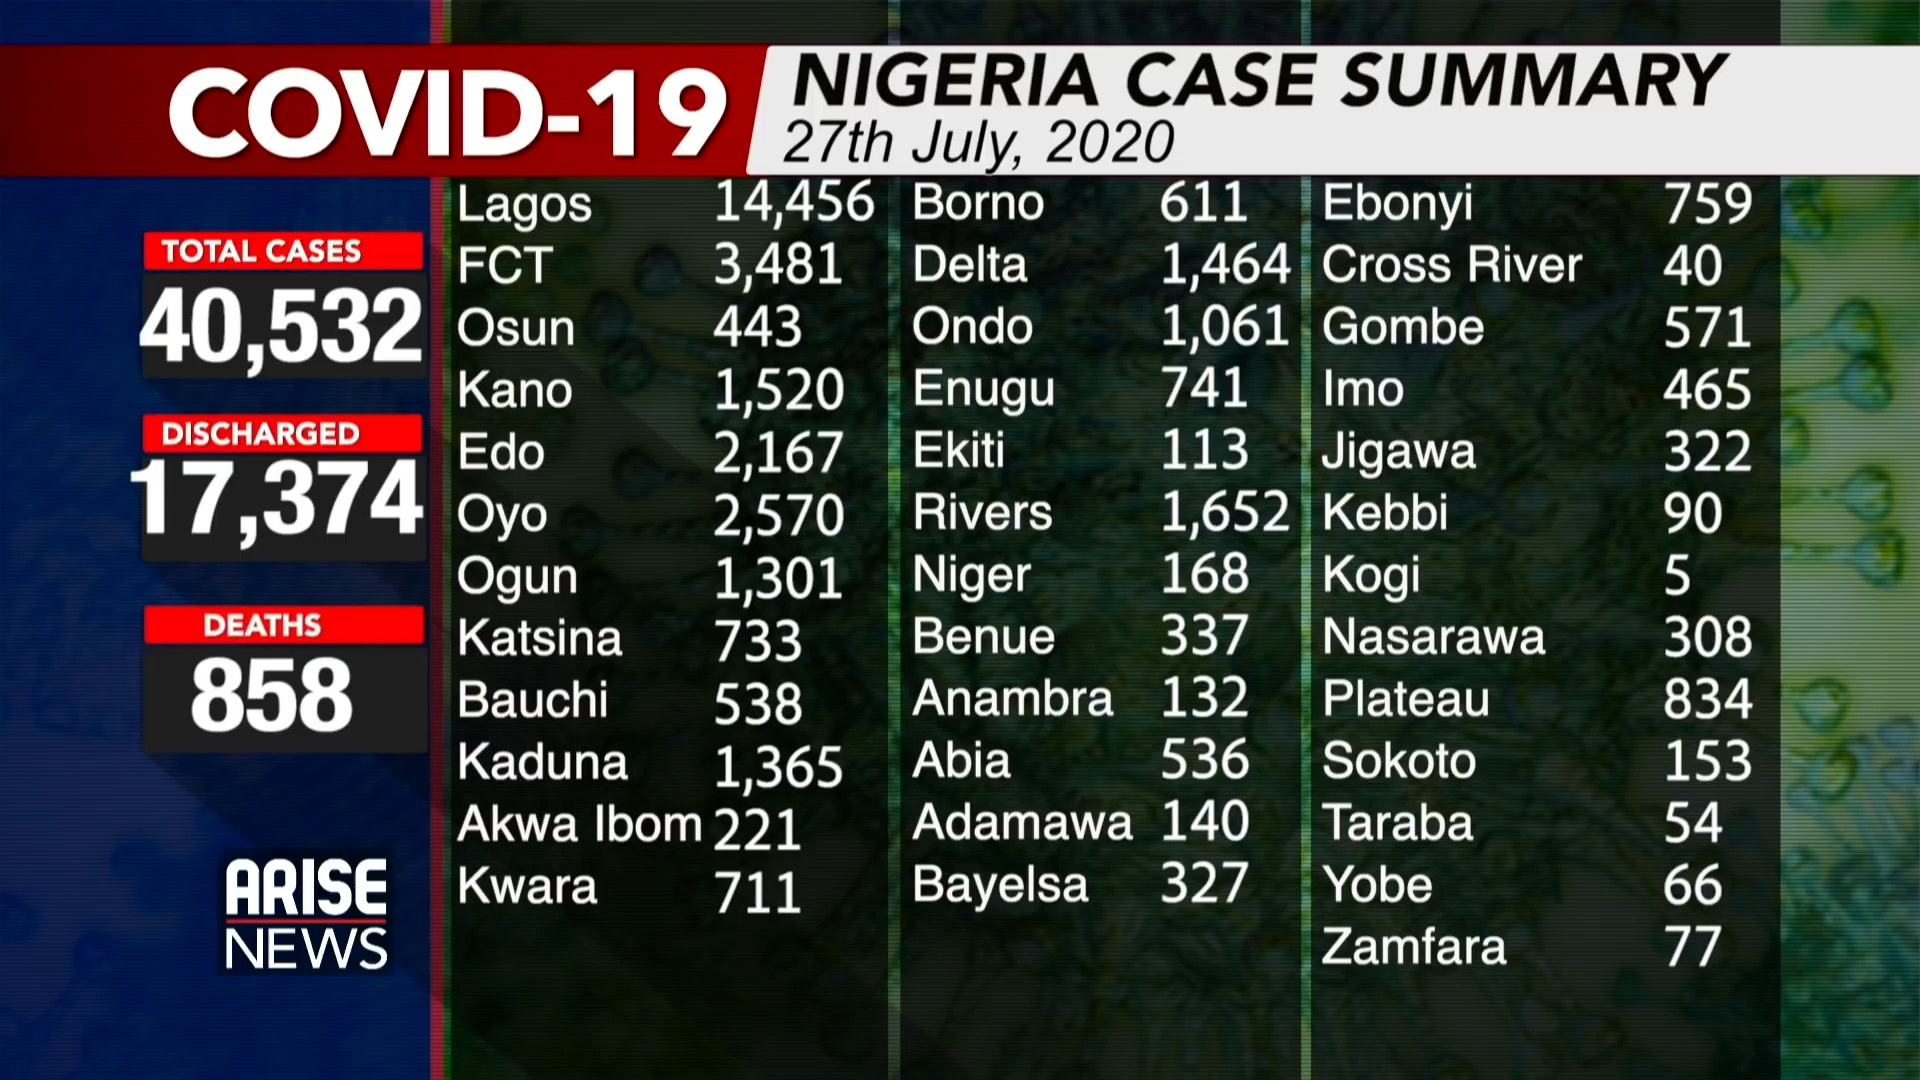 COVID-19
NIGERIA CASE SUMMARY
27th July, 2020
TOTAL CASES
40,532
DISCHARGED
17,374
DEATHS
858
ARISE
NEWS
Lagos 14,456
FCT 3,481
Osun 443
Kano 1,520
Edo 2,167
Oyo 2,570
Ogun 1,301
Katsina 733
Bauchi 538
Kaduna 1,365
Akwa Ibom 221
Kwara 711
Borno 611
Delta 1,464
Ondo 1,061
Enugu 741
Ekiti 113
Rivers 1,652
Niger 168
Benue 337
Anambra 132
Abia 536
Adamawa 140
Bayelsa 327
Ebonyi 759
Cross River 40
Gombe 571
Imo 465
Jigawa 322
Kebbi 90
Kogi 5
Nasarawa 308
Plateau 834
Sokoto 153
Taraba 54
Yobe 66
Zamfara 77